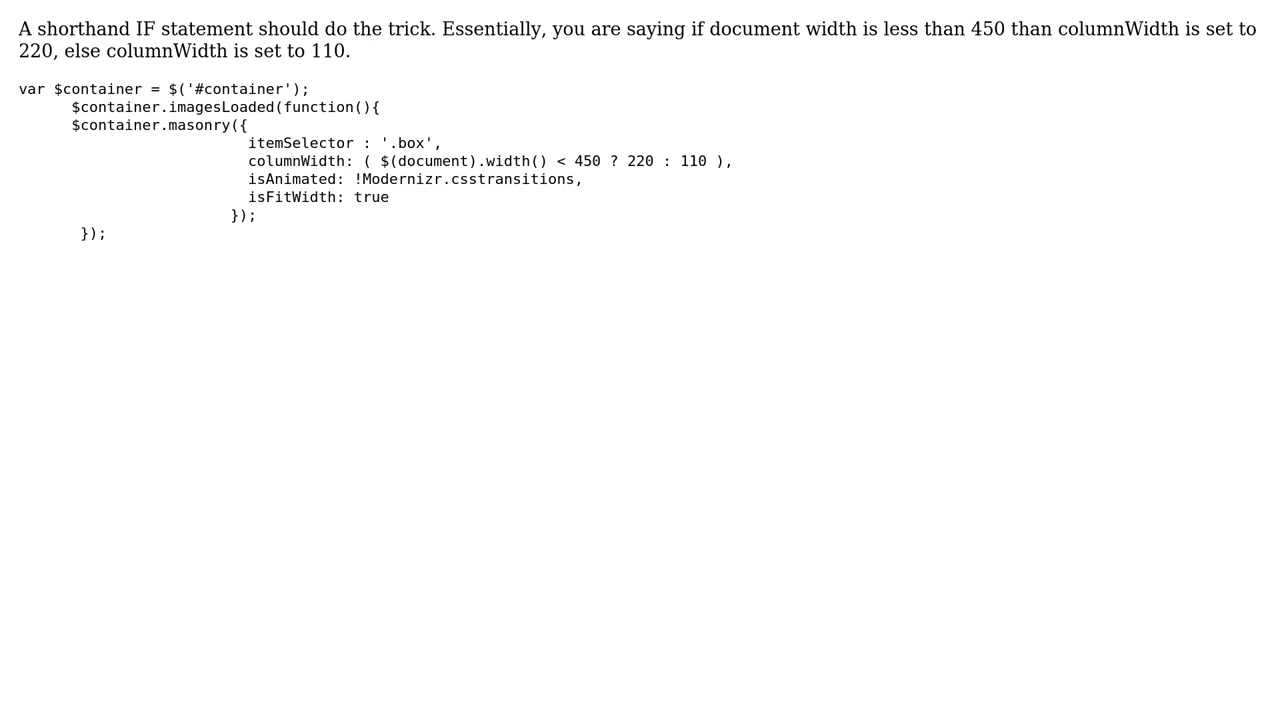 A shorthand IF statement should do the trick. Essentially, you are saying if document width is less than 450 than columnWidth is set to
220, else columnWidth is set to 110.
var $container = $('#container');
      $container.imagesLoaded(function(){
      $container.masonry({
                          itemSelector : '.box',
                          columnWidth: ( $(document).width() < 450 ? 220 : 110 ),
                          isAnimated: !Modernizr.csstransitions,
                          isFitWidth: true
                        });
       });